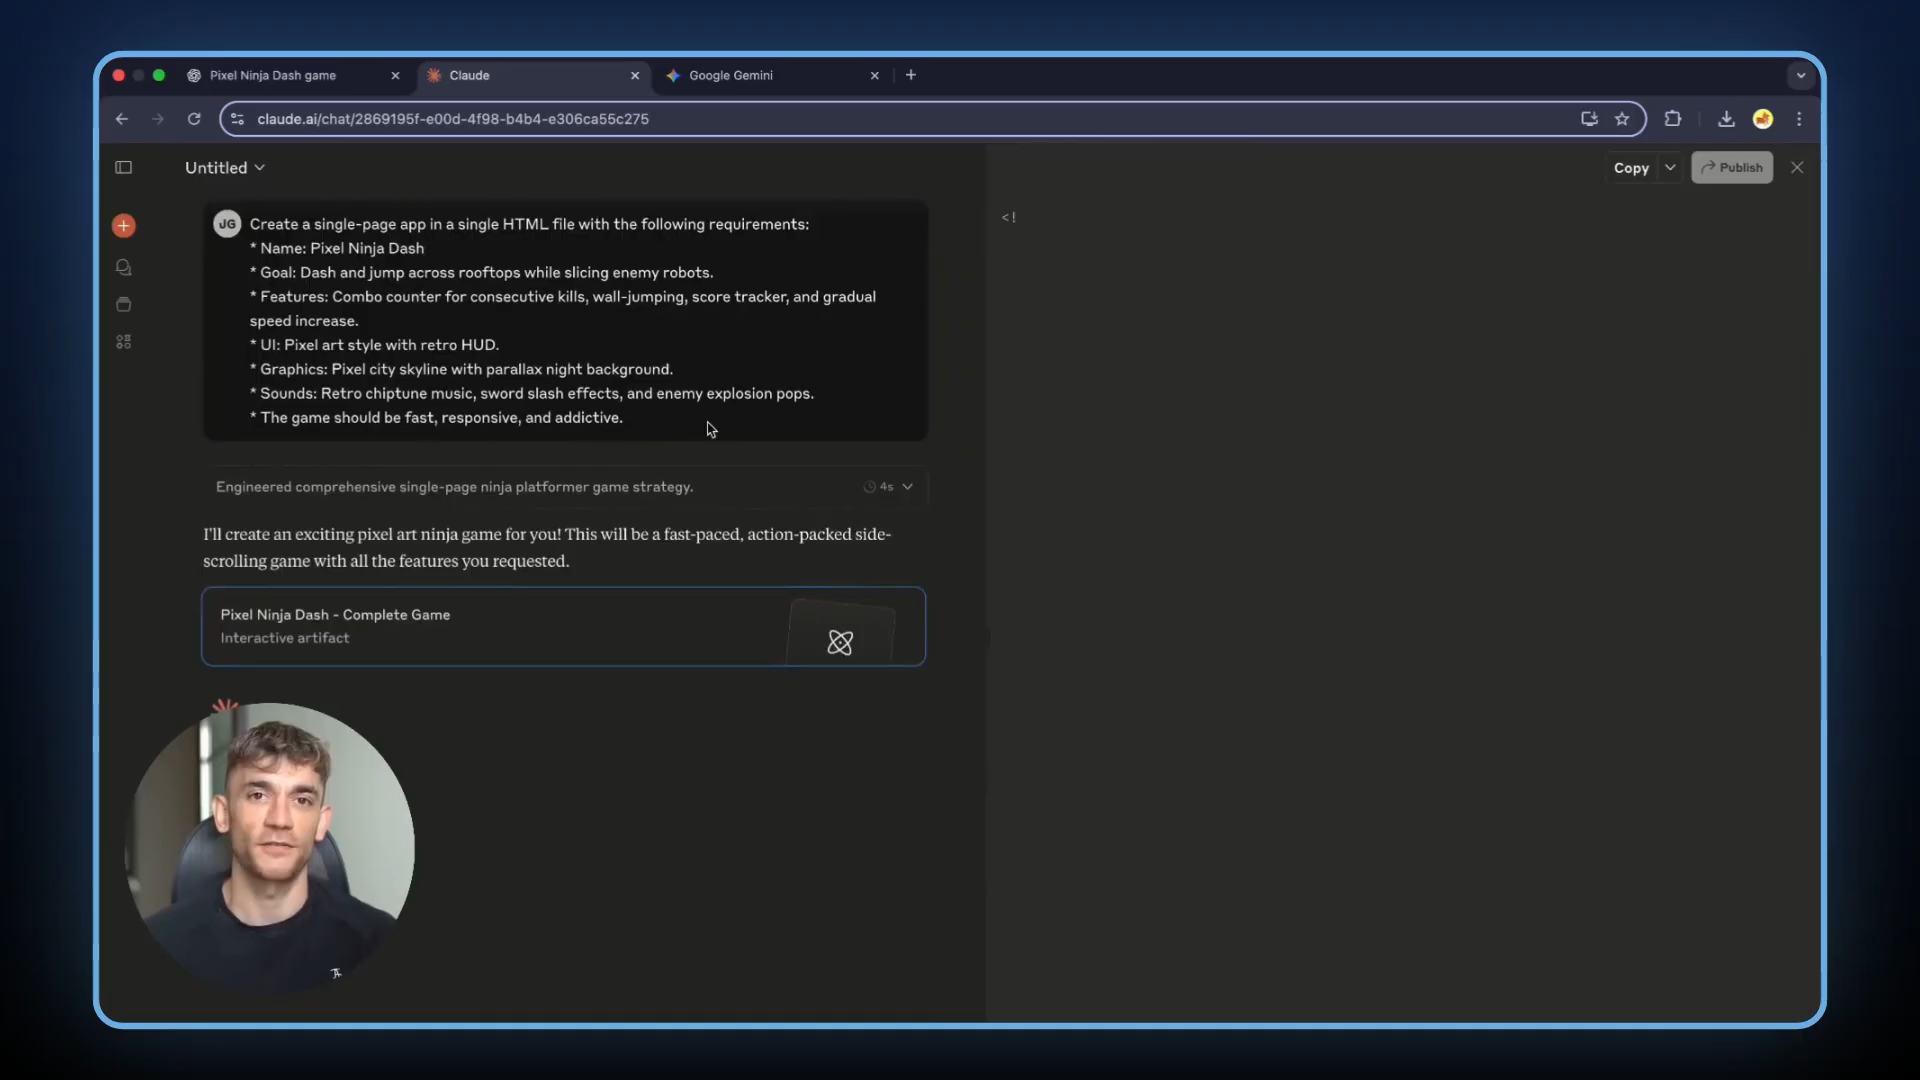 Pixel Ninja Dash game
Claude
Google Gemini
claude.ai/chat/2869195f-e00d-4f98-b4b4-e306ca55c275
Untitled
Copy
Publish
JG
Create a single-page app in a single HTML file with the following requirements:
* Name: Pixel Ninja Dash
* Goal: Dash and jump across rooftops while slicing enemy robots.
* Features: Combo counter for consecutive kills, wall-jumping, score tracker, and gradual
speed increase.
* UI: Pixel art style with retro HUD.
* Graphics: Pixel city skyline with parallax night background.
* Sounds: Retro chiptune music, sword slash effects, and enemy explosion pops.
* The game should be fast, responsive, and addictive.
Engineered comprehensive single-page ninja platformer game strategy.
4s
I'll create an exciting pixel art ninja game for you! This will be a fast-paced, action-packed side-
scrolling game with all the features you requested.
Pixel Ninja Dash - Complete Game
Interactive artifact
<!